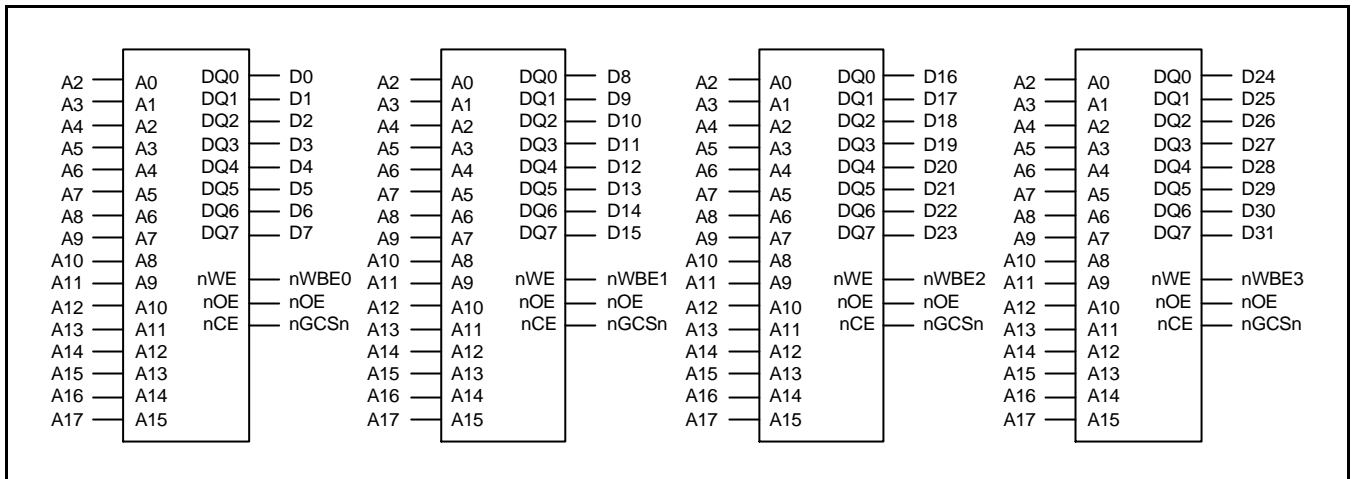 A2 A0 DQ0 D0 A2 A0 DQ0 D8 A2 A0 DQ0 D16 A2 A0 DQ0 D24
A3 A1 DQ1 D1 A3 A1 DQ1 D9 A3 A1 DQ1 D17 A3 A1 DQ1 D25
A4 A2 DQ2 D2 A4 A2 DQ2 D10 A4 A2 DQ2 D18 A4 A2 DQ2 D26
A5 A3 DQ3 D3 A5 A3 DQ3 D11 A5 A3 DQ3 D19 A5 A3 DQ3 D27
A6 A4 DQ4 D4 A6 A4 DQ4 D12 A6 A4 DQ4 D20 A6 A4 DQ4 D28
A7 A5 DQ5 D5 A7 A5 DQ5 D13 A7 A5 DQ5 D21 A7 A5 DQ5 D29
A8 A6 DQ6 D6 A8 A6 DQ6 D14 A8 A6 DQ6 D22 A8 A6 DQ6 D30
A9 A7 DQ7 D7 A9 A7 DQ7 D15 A9 A7 DQ7 D23 A9 A7 DQ7 D31
A10 A8 A10 A8 A10 A8 A10 A8
A11 A9 nWE nWBE0 A11 A9 nWE nWBE1 A11 A9 nWE nWBE2 A11 A9 nWE nWBE3
A12 A10 nOE nOE A12 A10 nOE nOE A12 A10 nOE nOE A12 A10 nOE nOE
A13 A11 nCE nGCSn A13 A11 nCE nGCSn A13 A11 nCE nGCSn A13 A11 nCE nGCSn
A14 A12 A14 A12 A14 A12 A14 A12
A15 A13 A15 A13 A15 A13 A15 A13
A16 A14 A16 A14 A16 A14 A16 A14
A17 A15 A17 A15 A17 A15 A17 A15